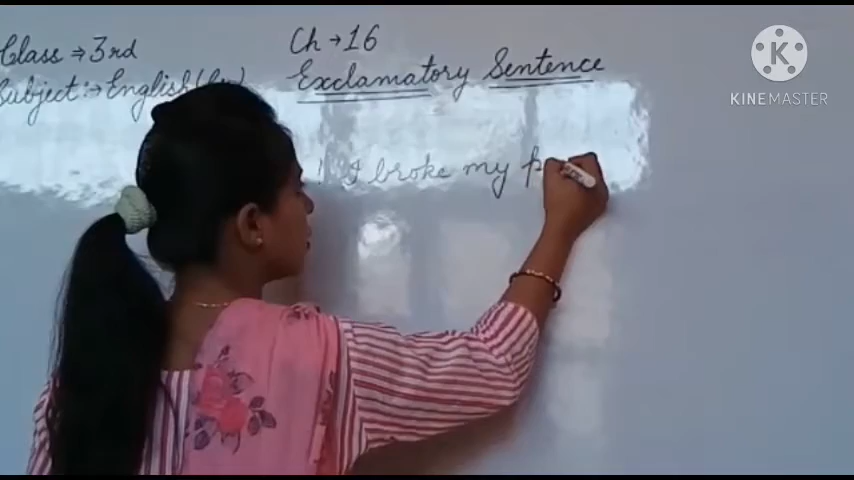 Class ⇒ 3rd
Subject :→ English
Ch → 16
Exclamatory Sentence
! I broke my p
KINEMASTER